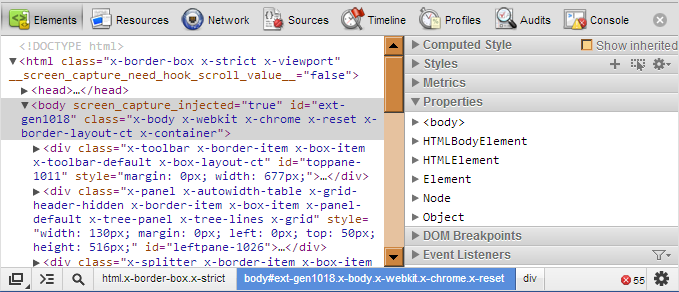 Elements Resources Network Sources Timeline Profiles Audits Console
<!DOCTYPE html>
▼<html class="x-border-box x-strict x-viewport"
__screen_capture_need_hook_scroll_value__="false">
▶<head>…</head>
▼<body screen_capture_injected="true" id="ext-
gen1018" class="x-body x-webkit x-chrome x-reset x-
border-layout-ct x-container">
▶<div class="x-toolbar x-border-item x-box-item
x-toolbar-default x-box-layout-ct" id="toppane-
1011" style="margin: 0px; width: 677px;">…</div>
▶<div class="x-panel x-autowidth-table x-grid-
header-hidden x-border-item x-box-item x-
panel-default x-tree-panel x-tree-lines x-grid" style=
"width: 130px; margin: 0px; left: 0px; top: 50px;
height: 516px;" id="leftpane-1026">…</div>
▶<div class="x-splitter x-border-item x-box-item
▶ Computed Style Show inherited
▶ Styles
▶ Metrics
▼ Properties
▶ <body>
▶ HTMLBodyElement
▶ HTMLElement
▶ Element
▶ Node
▶ Object
▶ DOM Breakpoints
▶ Event Listeners
html.x-border-box.x-strict body#ext-gen1018.x-body.x-webkit.x-chrome.x-reset div 55